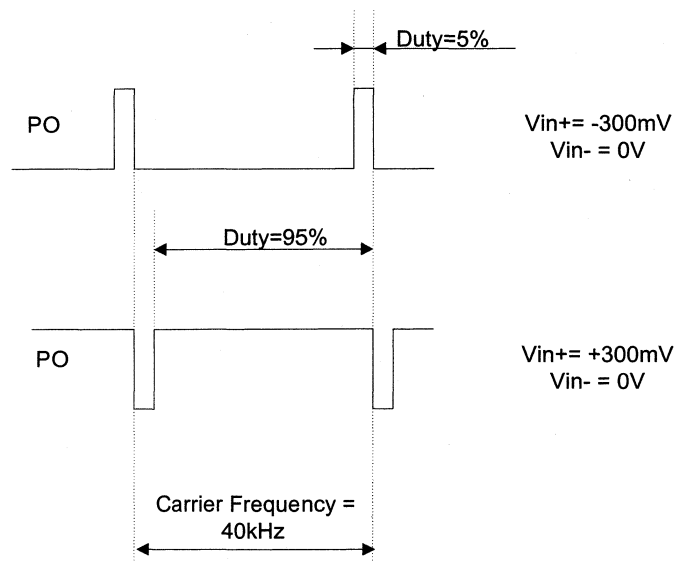 Duty=5%
PO
Vin+= -300mV
Vin- = 0V
Duty=95%
PO
Vin+= +300mV
Vin- = 0V
Carrier Frequency =
40kHz